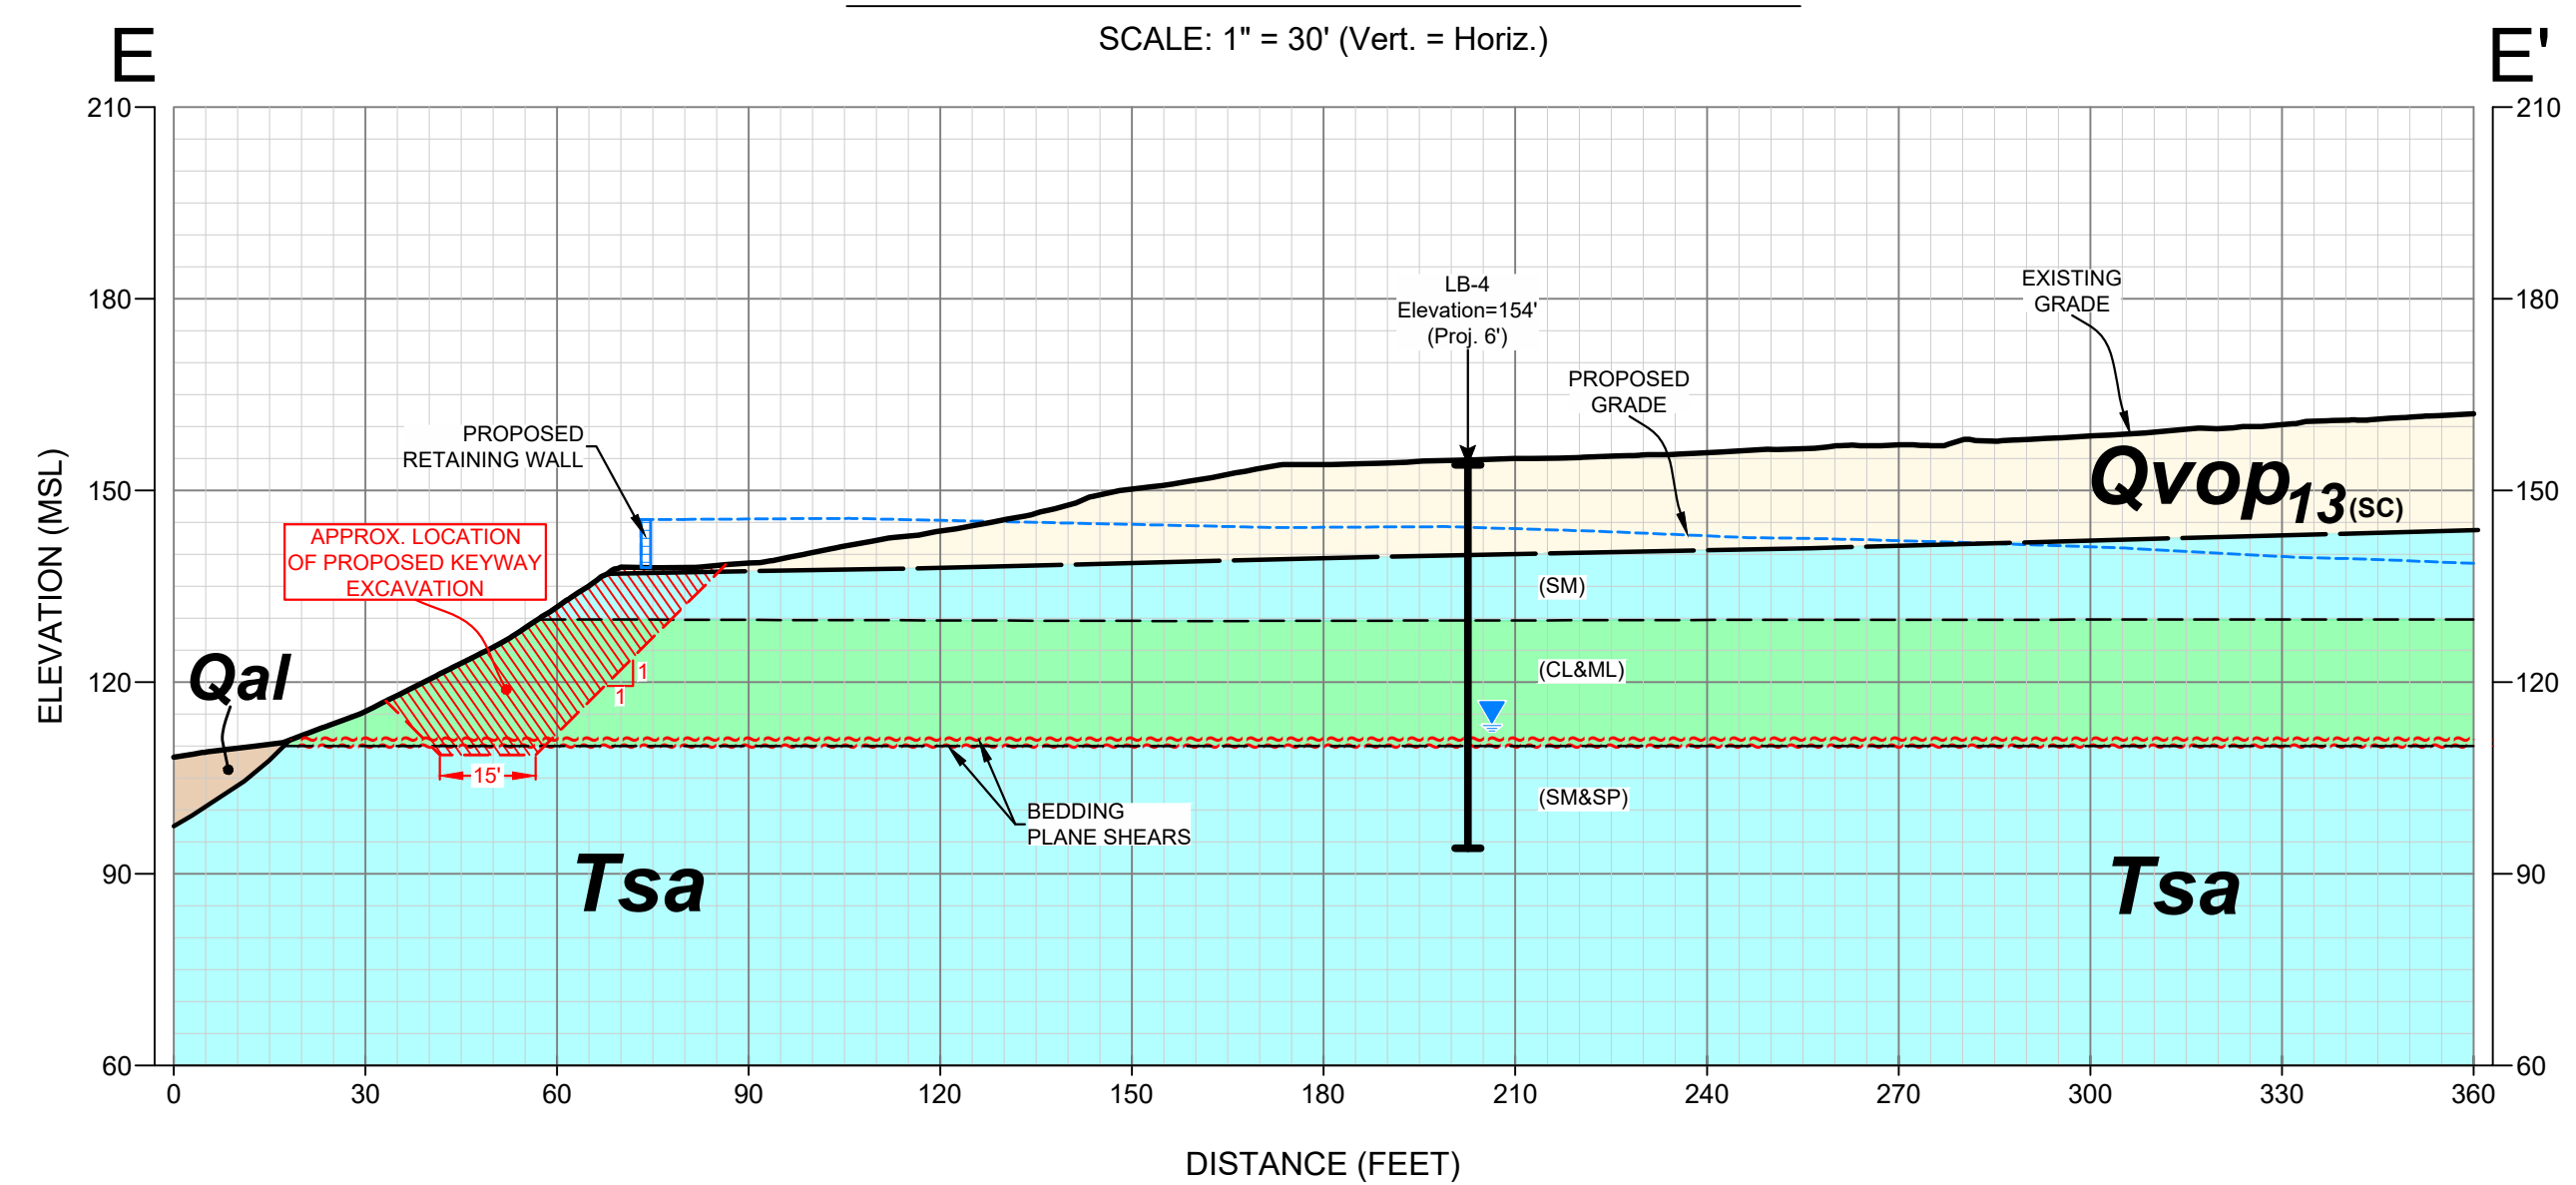 SCALE: 1" = 30' (Vert. = Horiz.)
E
E'
210
210
180
180
150
150
120
120
90
90
60
60
ELEVATION (MSL)
LB-4
Elevation=154'
(Proj. 6')
EXISTING
GRADE
PROPOSED
GRADE
PROPOSED
RETAINING WALL
APPROX. LOCATION
OF PROPOSED KEYWAY
EXCAVATION
Qvop13(SC)
(SM)
(CL&ML)
(SM&SP)
Qal
1
1
15'
BEDDING
PLANE SHEARS
Tsa
Tsa
0 30 60 90 120 150 180 210 240 270 300 330 360
DISTANCE (FEET)